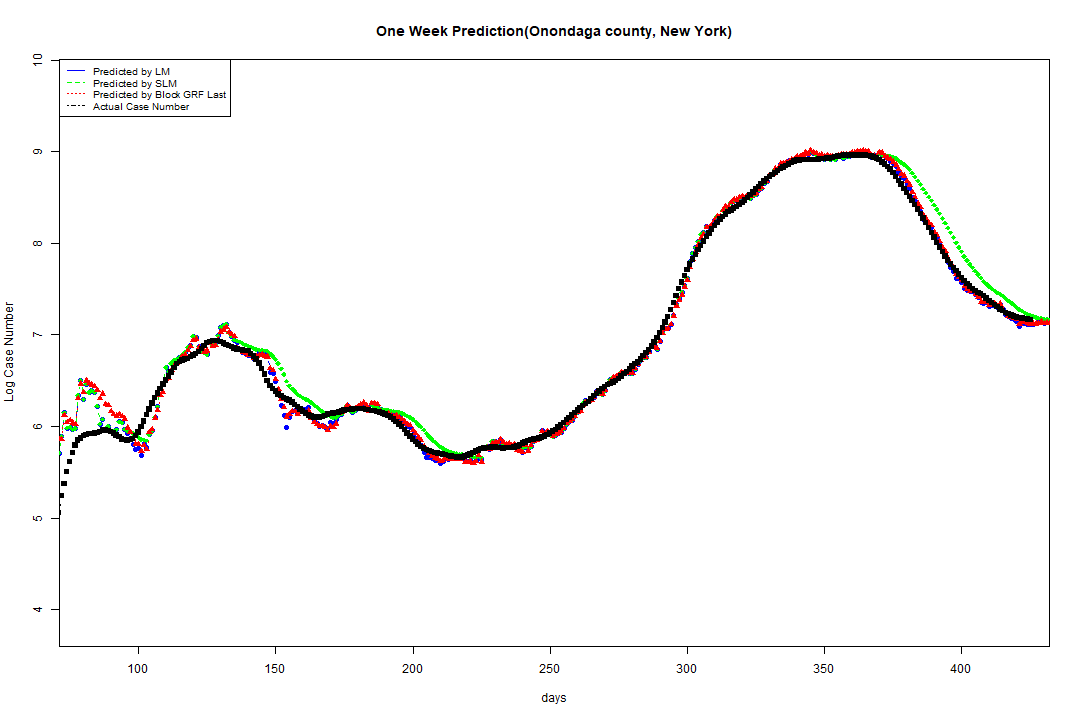 One Week Prediction(Onondaga county, New York)
Predicted by LM
Predicted by SLM
Predicted by Block GRF Last
Actual Case Number
Log Case Number
10
9
8
7
6
5
4
100 150 200 250 300 350 400
days